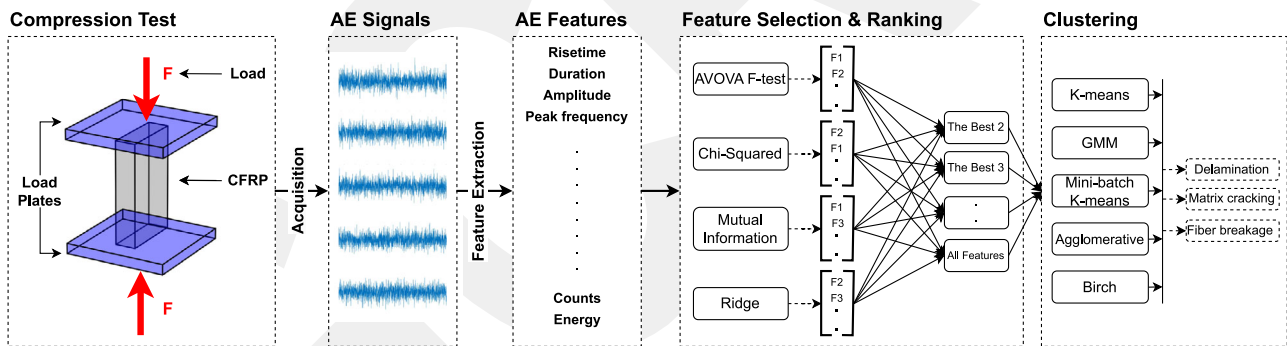 Compression Test
F
Load
Load
Plates
CFRP
F
Acquisition
AE Signals
Feature Extraction
AE Features
Risetime
Duration
Amplitude
Peak frequency
Counts
Energy
Feature Selection & Ranking
AVOVA F-test
F1
F2
Chi-Squared
F2
F1
Mutual
Information
F1
F3
Ridge
F2
F3
The Best 2
The Best 3
All Features
Clustering
K-means
GMM
Mini-batch
K-means
Agglomerative
Birch
Delamination
Matrix cracking
Fiber breakage